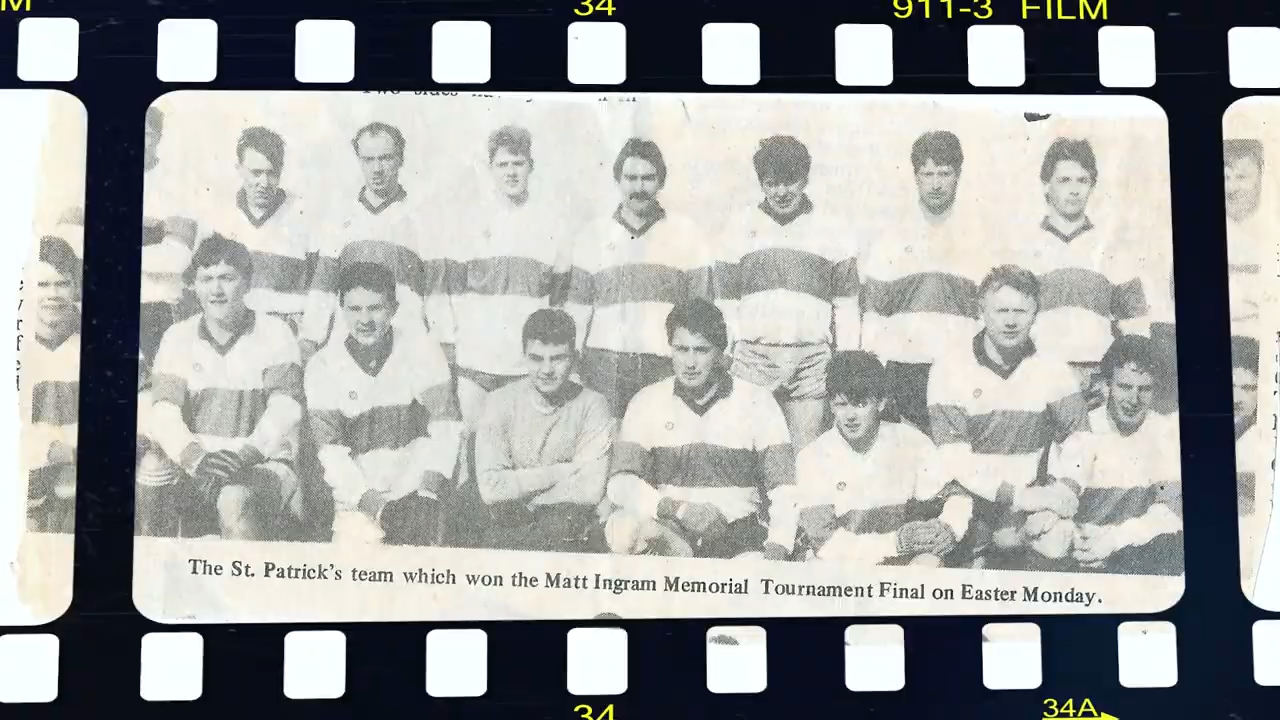 34
911-3 FILM
The St. Patrick's team which won the Matt Ingram Memorial Tournament Final on Easter Monday.
34
34A